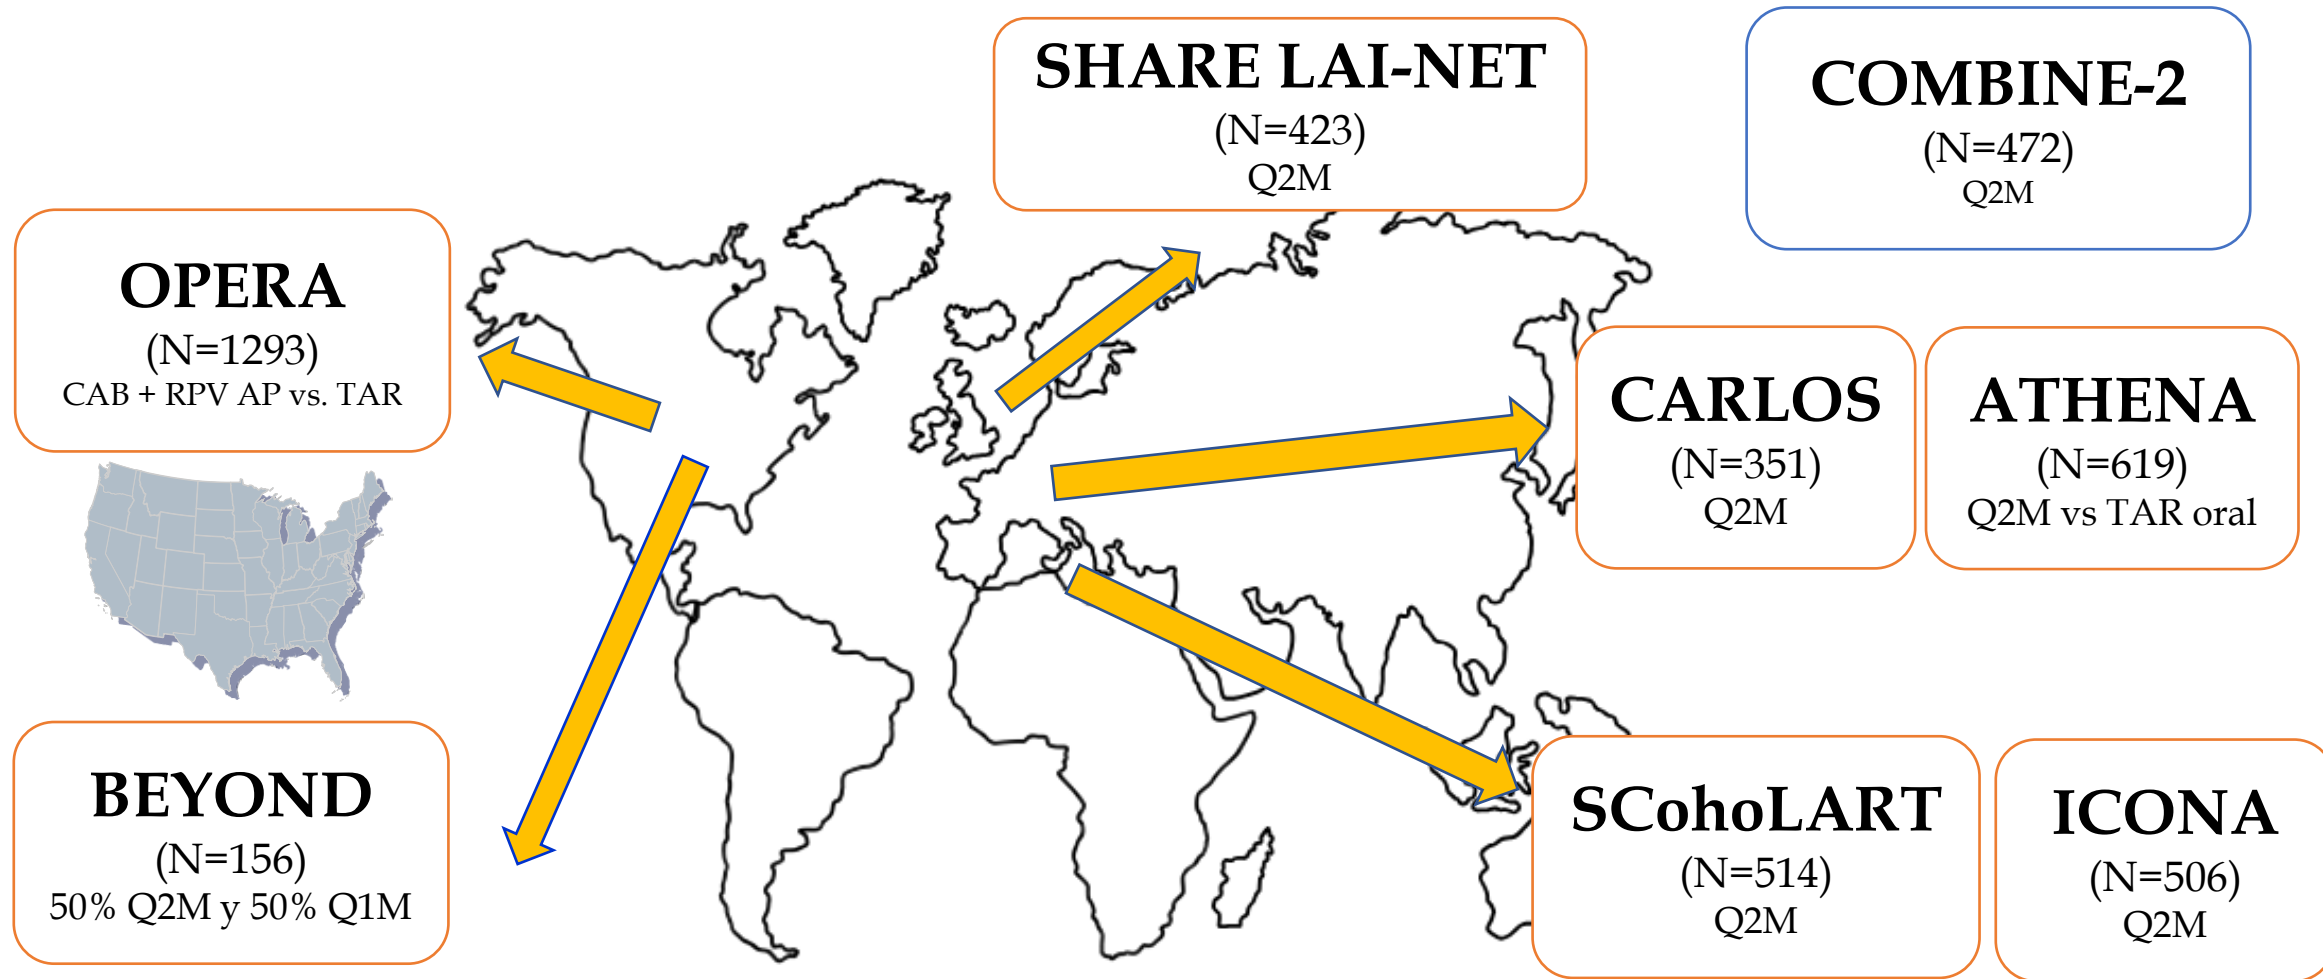 SHARE LAI-NET
(N=423)
Q2M
COMBINE-2
(N=472)
Q2M
OPERA
(N=1293)
CAB + RPV AP vs. TAR
CARLOS
(N=351)
Q2M
ATHENA
(N=619)
Q2M vs TAR oral
BEYOND
(N=156)
50% Q2M y 50% Q1M
SCohoLART
(N=514)
Q2M
ICONA
(N=506)
Q2M